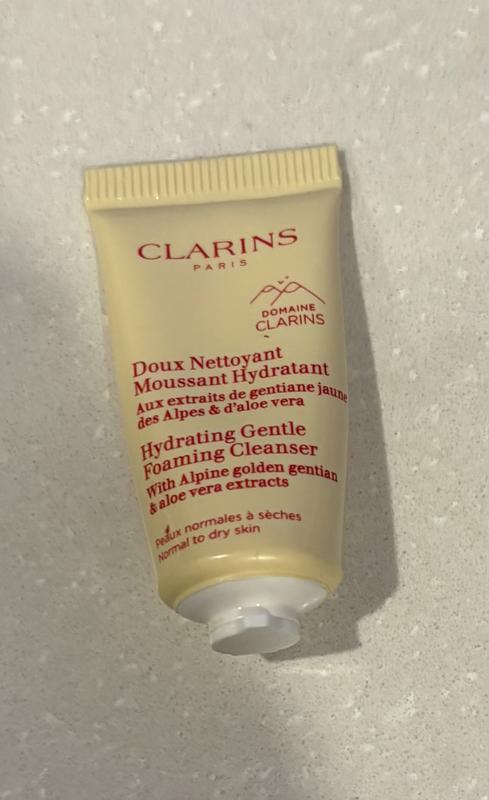 CLARINS
PARIS
DOMAINE
CLARINS
Doux Nettoyant
Moussant Hydratant
Aux extraits de gentiane jaune
des Alpes & d'aloe vera
Hydrating Gentle
Foaming Cleanser
With Alpine golden gentian
& aloe vera extracts
Peaux normales à sèches
Normal to dry skin